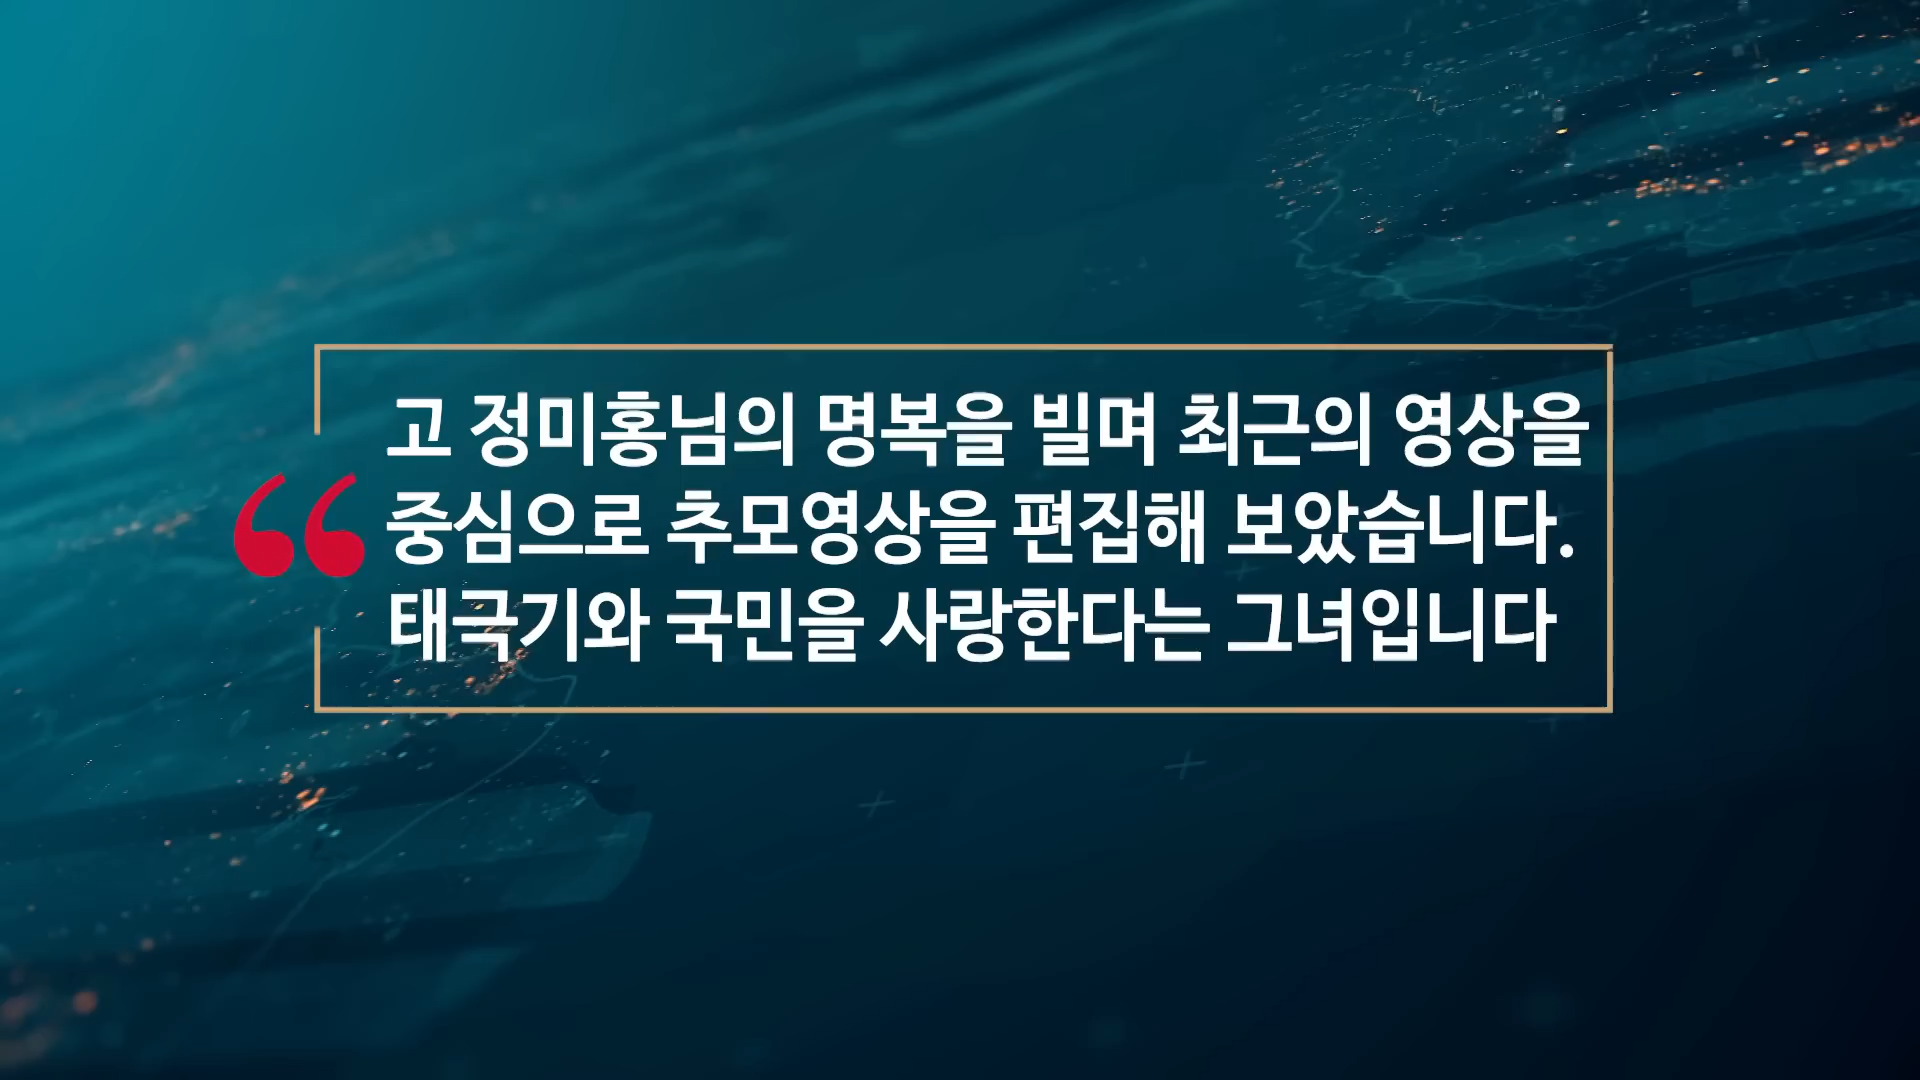 고 정미홍님의 명복을 빌며 최근의 영상을
중심으로 추모영상을 편집해 보았습니다.
태극기와 국민을 사랑한다는 그녀입니다